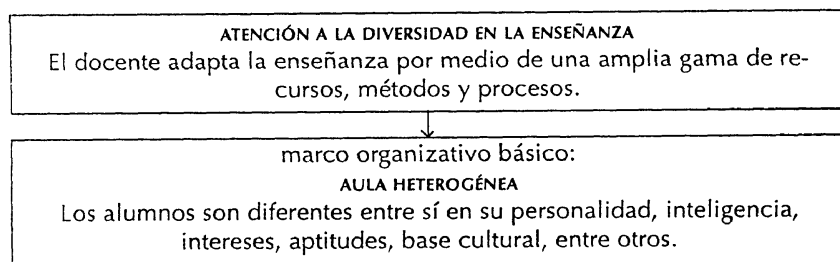 ATENCIÓN A LA DIVERSIDAD EN LA ENSEÑANZA
El docente adapta la enseñanza por medio de una amplia gama de re-
cursos, métodos y procesos.
marco organizativo básico:
AULA HETEROGÉNEA
Los alumnos son diferentes entre sí en su personalidad, inteligencia,
intereses, aptitudes, base cultural, entre otros.